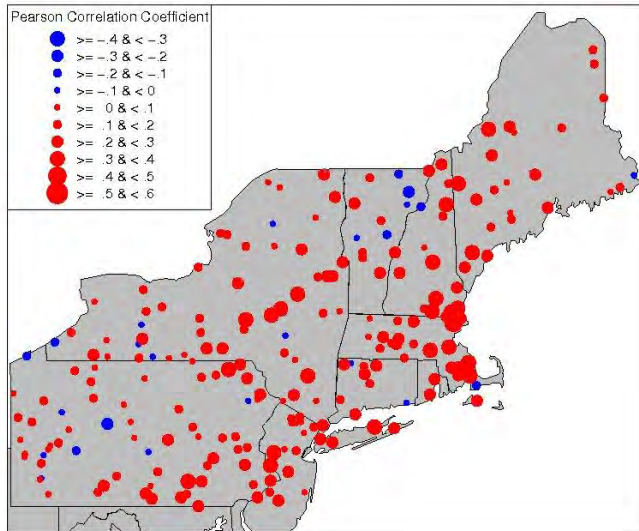 Pearson Correlation Coefficient
>= -.4 & < -.3
>= -.3 & < -.2
>= -.2 & < -.1
>= -.1 & < 0
>= 0 & < .1
>= .1 & < .2
>= .2 & < .3
>= .3 & < .4
>= .4 & < .5
>= .5 & < .6